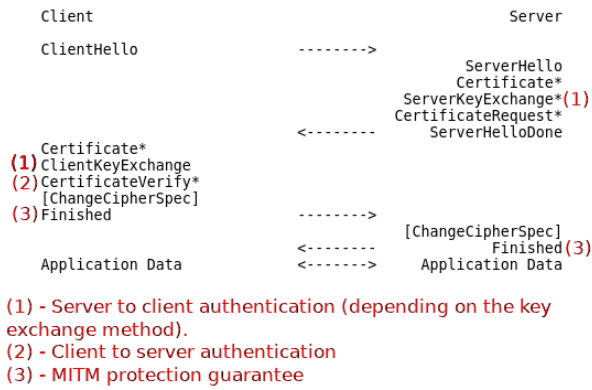 Client Server
ClientHello -------->
ServerHello
Certificate*
ServerKeyExchange*(1)
CertificateRequest*
<-------- ServerHelloDone
Certificate*
(1) ClientKeyExchange
(2) CertificateVerify*
[ChangeCipherSpec]
(3) Finished -------->
[ChangeCipherSpec]
<-------- Finished(3)
Application Data <-------> Application Data
(1) - Server to client authentication (depending on the key
exchange method).
(2) - Client to server authentication
(3) - MITM protection guarantee